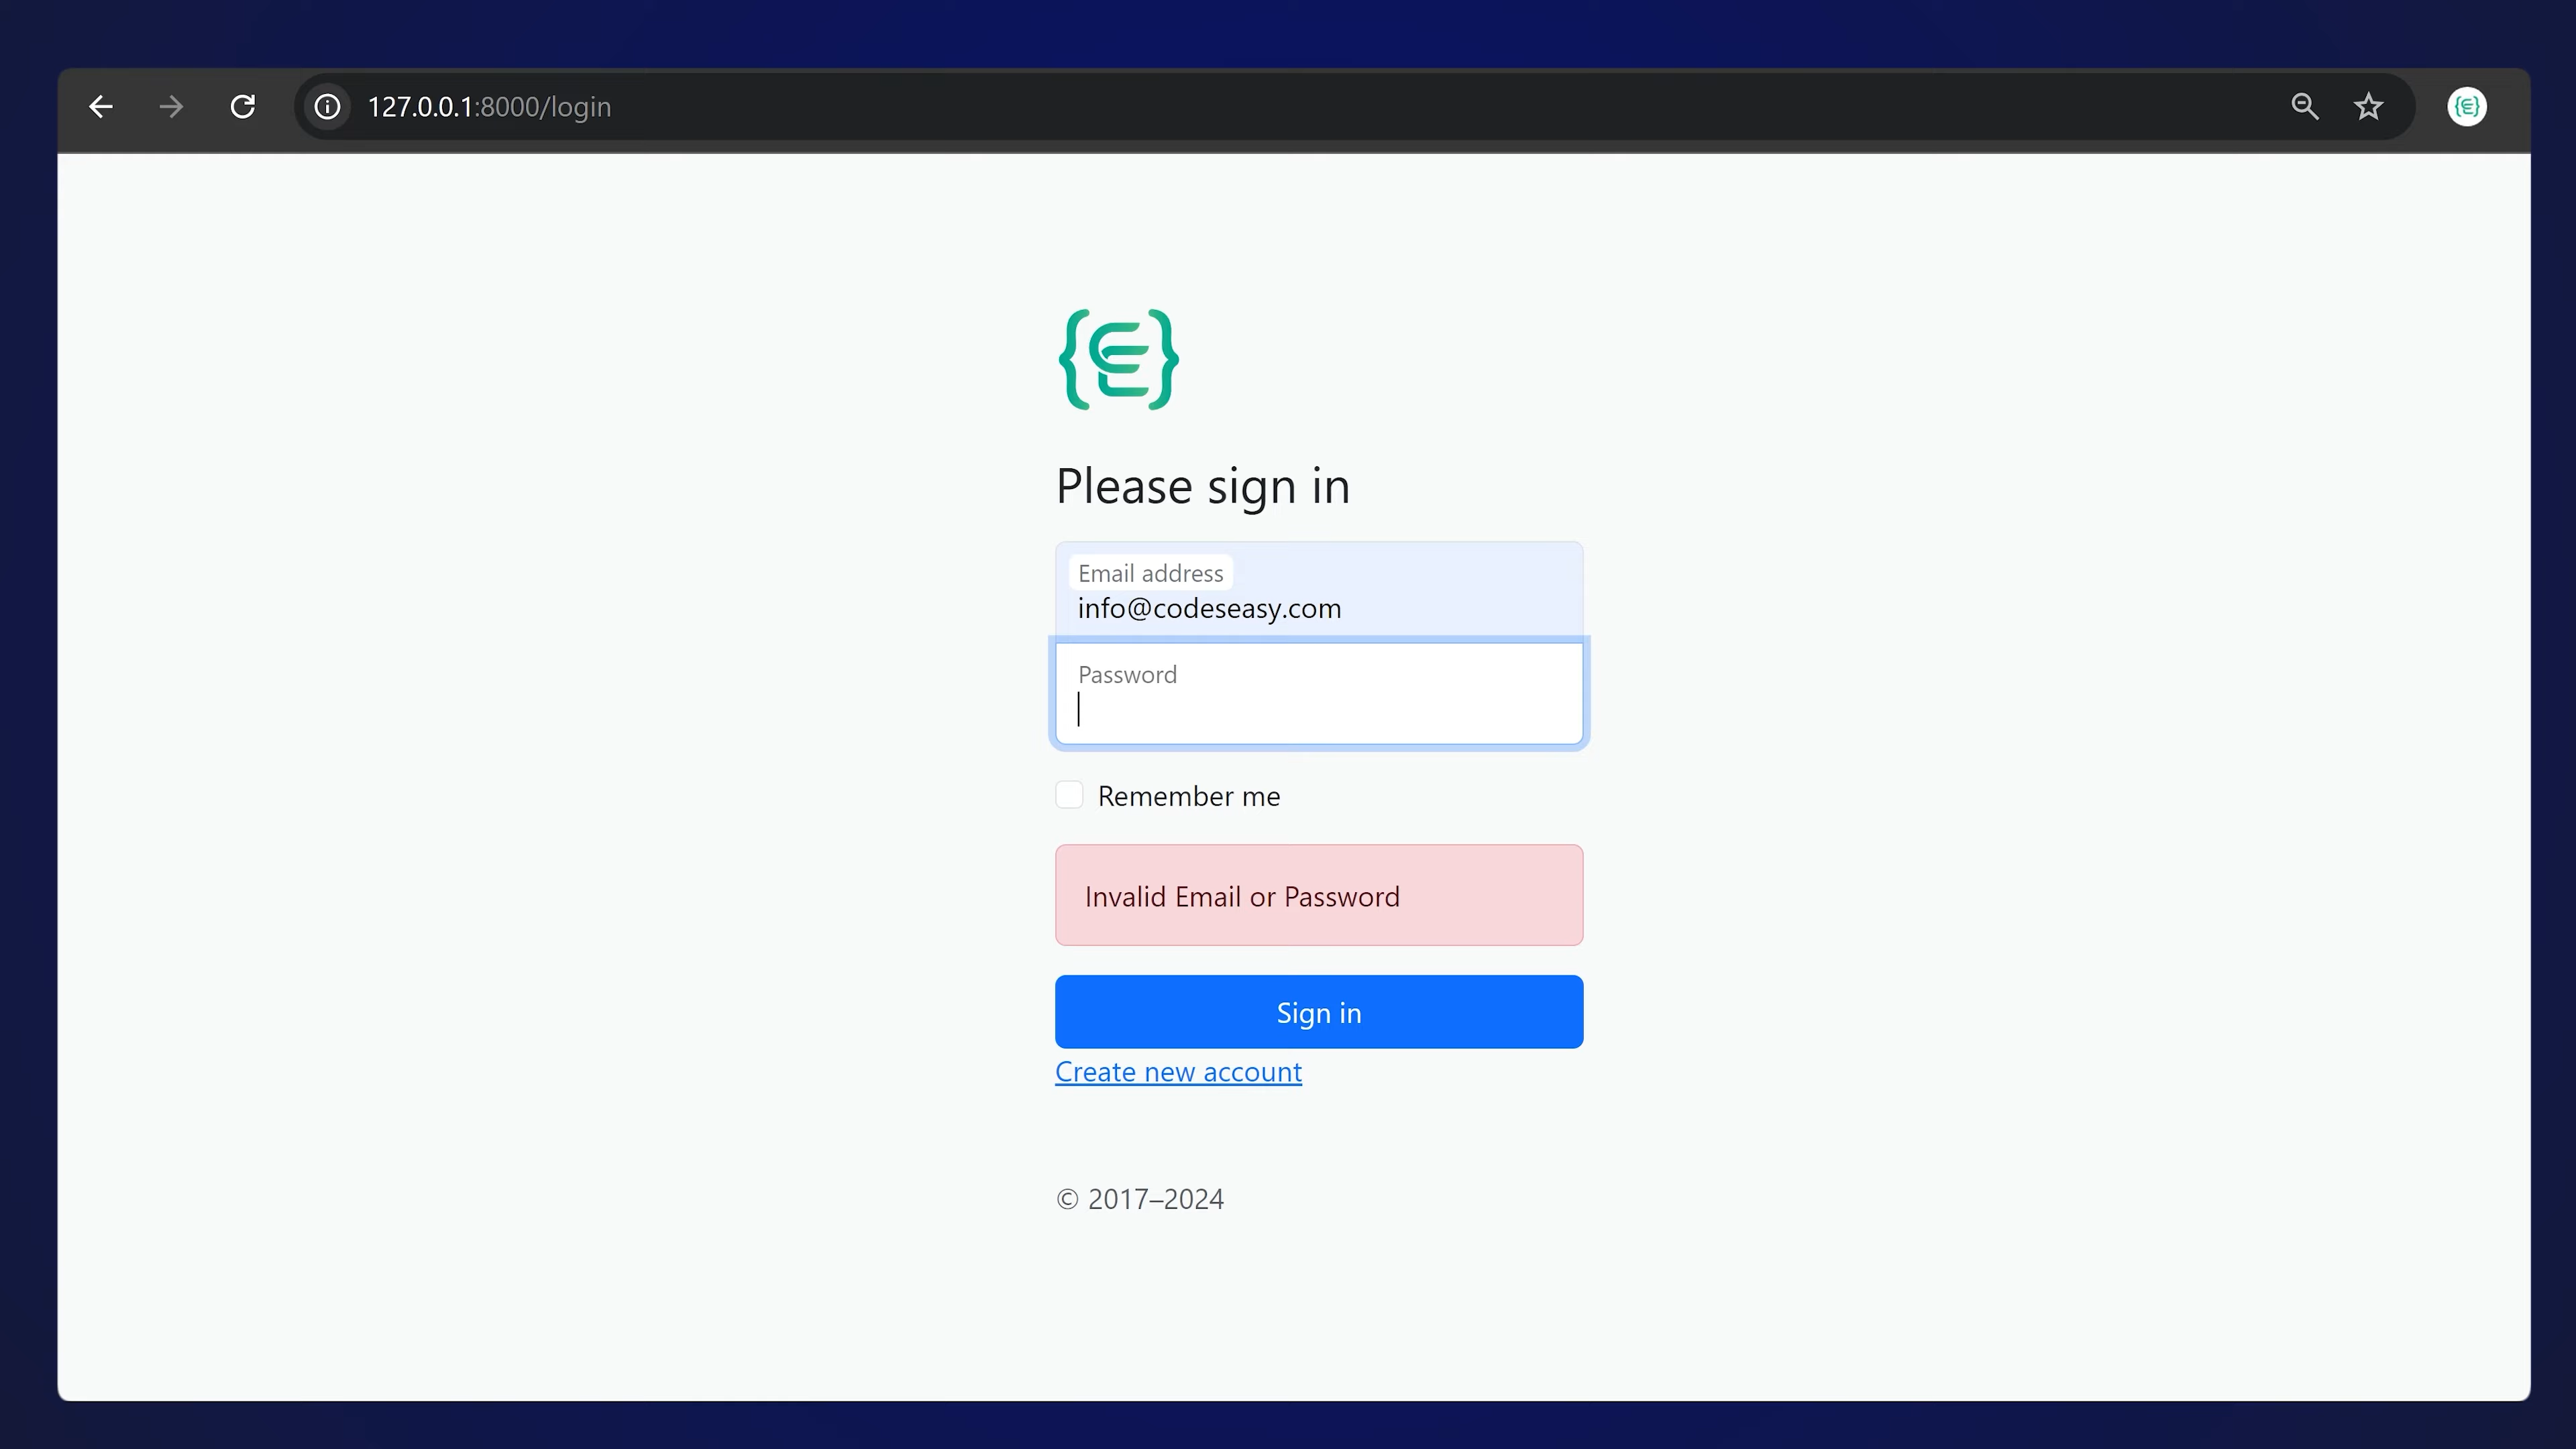 127.0.0.1:8000/login
Please sign in
Email address
info@codeseasy.com
Password
Remember me
Invalid Email or Password
Sign in
Create new account
© 2017–2024